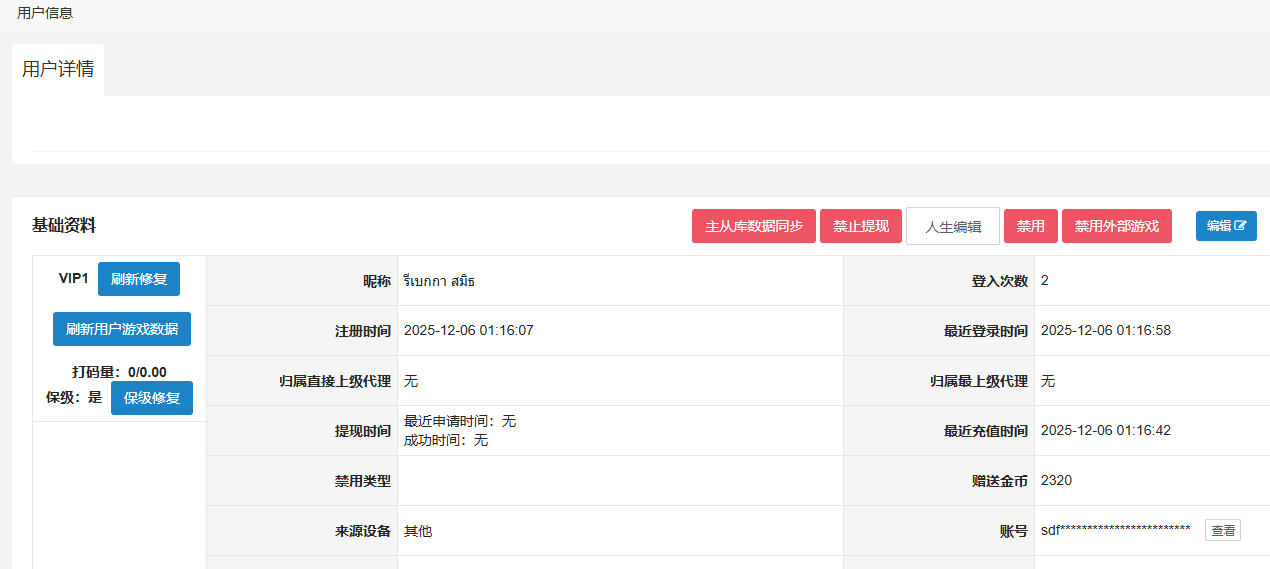 用户信息
用户详情
基础资料
主从库数据同步 禁止提现 人生编辑 禁用 禁用外部游戏 编辑
VIP1 刷新修复
刷新用户游戏数据
打码量：0/0.00
保级：是 保级修复
昵称 รีเบกกา สมิธ 登入次数 2
注册时间 2025-12-06 01:16:07 最近登录时间 2025-12-06 01:16:58
归属直接上级代理 无 归属最上级代理 无
提现时间 最近申请时间：无
成功时间：无
最近充值时间 2025-12-06 01:16:42
禁用类型 赠送金币 2320
来源设备 其他 账号 sdf************************ 查看